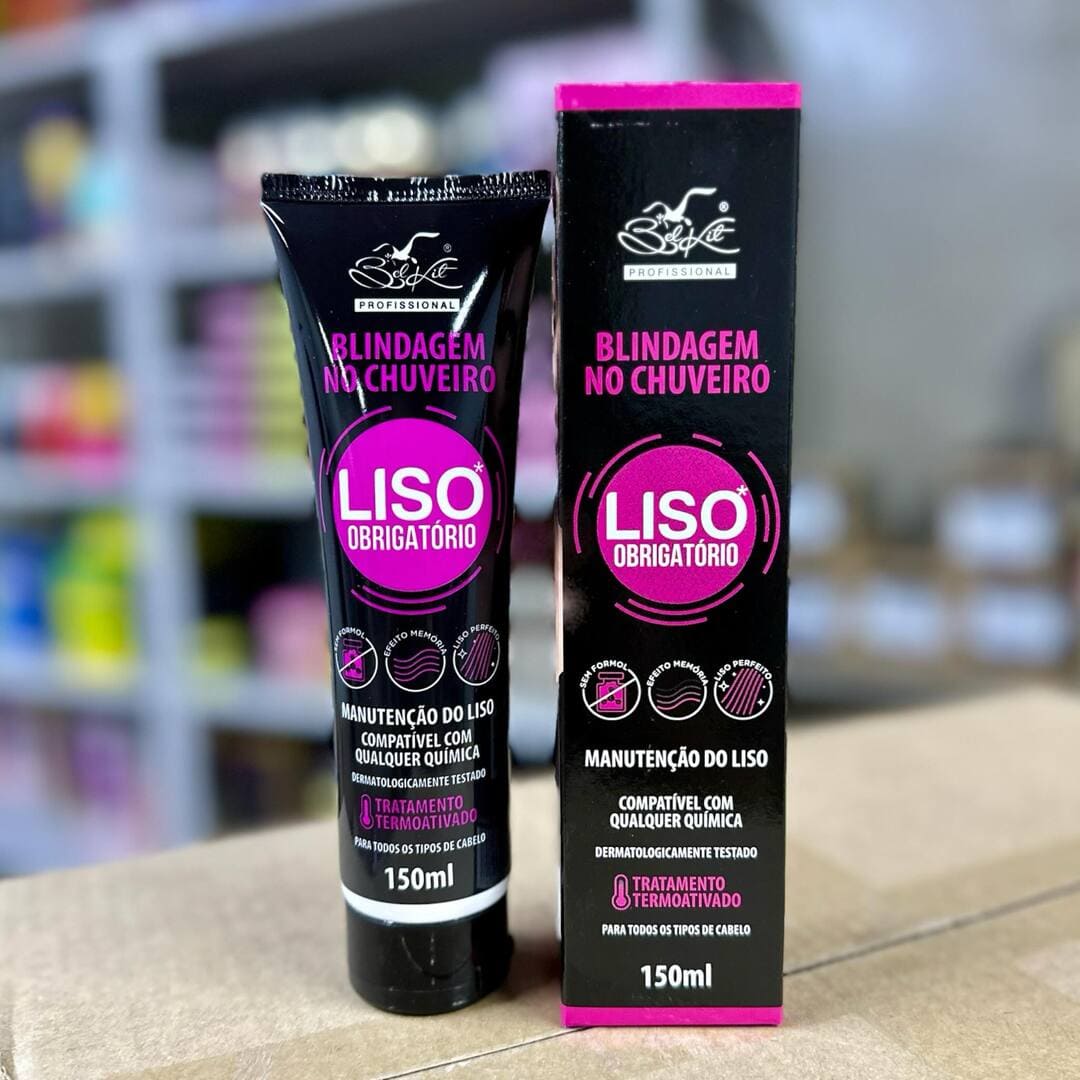 BelKit ®
PROFISSIONAL
BLINDAGEM
NO CHUVEIRO
LISO*
OBRIGATÓRIO
SEM FORMOL
EFEITO MEMÓRIA
LISO PERFEITO
MANUTENÇÃO DO LISO
COMPATÍVEL COM
QUALQUER QUÍMICA
DERMATOLOGICAMENTE TESTADO
TRATAMENTO
TERMOATIVADO
PARA TODOS OS TIPOS DE CABELO
150ml
BelKit ®
PROFISSIONAL
BLINDAGEM
NO CHUVEIRO
LISO*
OBRIGATÓRIO
SEM FORMOL
EFEITO MEMÓRIA
LISO PERFEITO
MANUTENÇÃO DO LISO
COMPATÍVEL COM
QUALQUER QUÍMICA
DERMATOLOGICAMENTE TESTADO
TRATAMENTO
TERMOATIVADO
PARA TODOS OS TIPOS DE CABELO
150ml